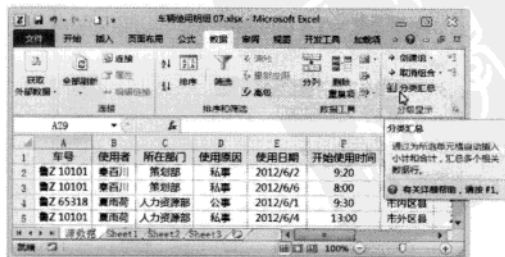 车辆使用明细 07.xlsx - Microsoft Excel
文件 开始 插入 页面布局 公式 数据 审阅 视图 开发工具 加载项
获取 外部数据 全部刷新 连接 属性 编辑链接 排序 筛选 清除 重新应用 高级 分列 删除 重复项 创建组 取消组合 分类汇总
连接 排序和筛选 数据工具 分级显示
A29 fx
分类汇总
通过为所选单元格自动插入
小计和合计，汇总多个相关
数据行。
有关详细帮助，请按 F1。
A B C D E F
1 车号 使用者 所在部门 使用原因 使用日期 开始使用时间
2 鲁Z 10101 秦百川 策划部 私事 2012/6/2 9:20
3 鲁Z 10101 秦百川 策划部 私事 2012/6/6 8:00
4 鲁Z 65318 夏雨荷 人力资源部 公事 2012/6/1 9:30 市内区县
5 鲁Z 10101 夏雨荷 人力资源部 私事 2012/6/4 13:00 市外区县
源数据 Sheet1 Sheet2 Sheet3
就绪 100%